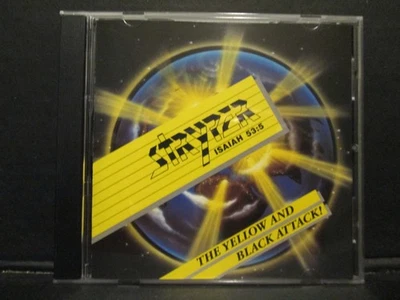 STRYPER
ISAIAH 53:5
THE YELLOW AND
BLACK ATTACK!